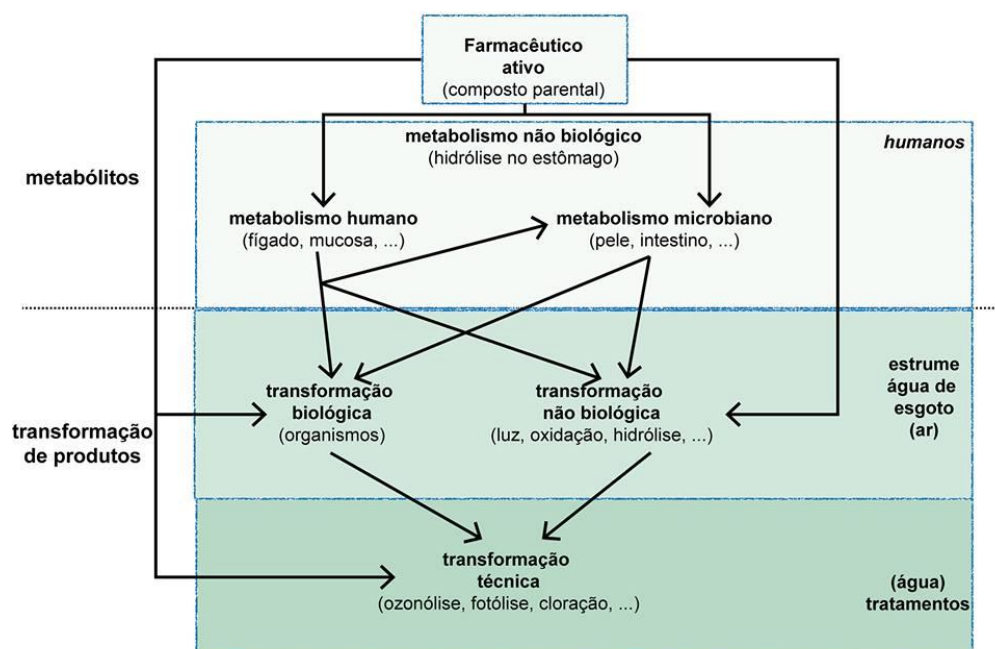 Farmacêutico
ativo
(composto parental)
metabolismo não biológico
(hidrólise no estômago)
humanos
metabólitos
metabolismo humano
(fígado, mucosa, ...)
metabolismo microbiano
(pele, intestino, ...)
transformação
biológica
(organismos)
transformação
não biológica
(luz, oxidação, hidrólise, ...)
estrume
água de
esgoto
(ar)
transformação
de produtos
transformação
técnica
(ozonólise, fotólise, cloração, ...)
(água)
tratamentos